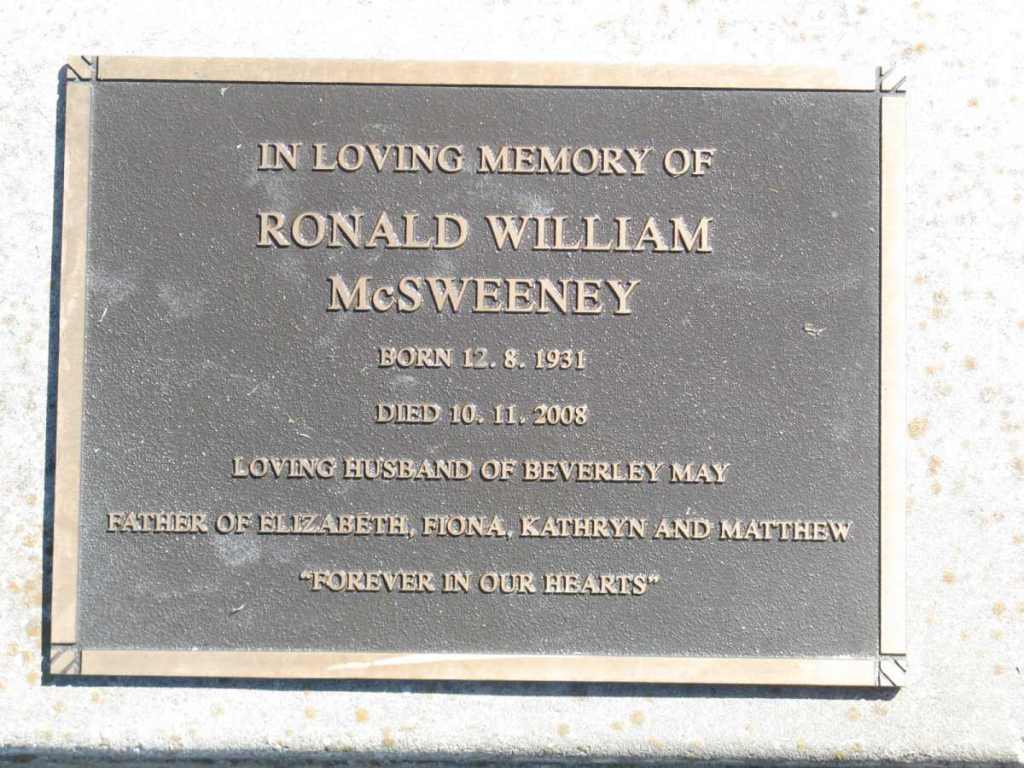 IN LOVING MEMORY OF
RONALD WILLIAM
McSWEENEY
BORN 12. 8. 1931
DIED 10. 11. 2008
LOVING HUSBAND OF BEVERLEY MAY
FATHER OF ELIZABETH, FIONA, KATHRYN AND MATTHEW
"FOREVER IN OUR HEARTS"